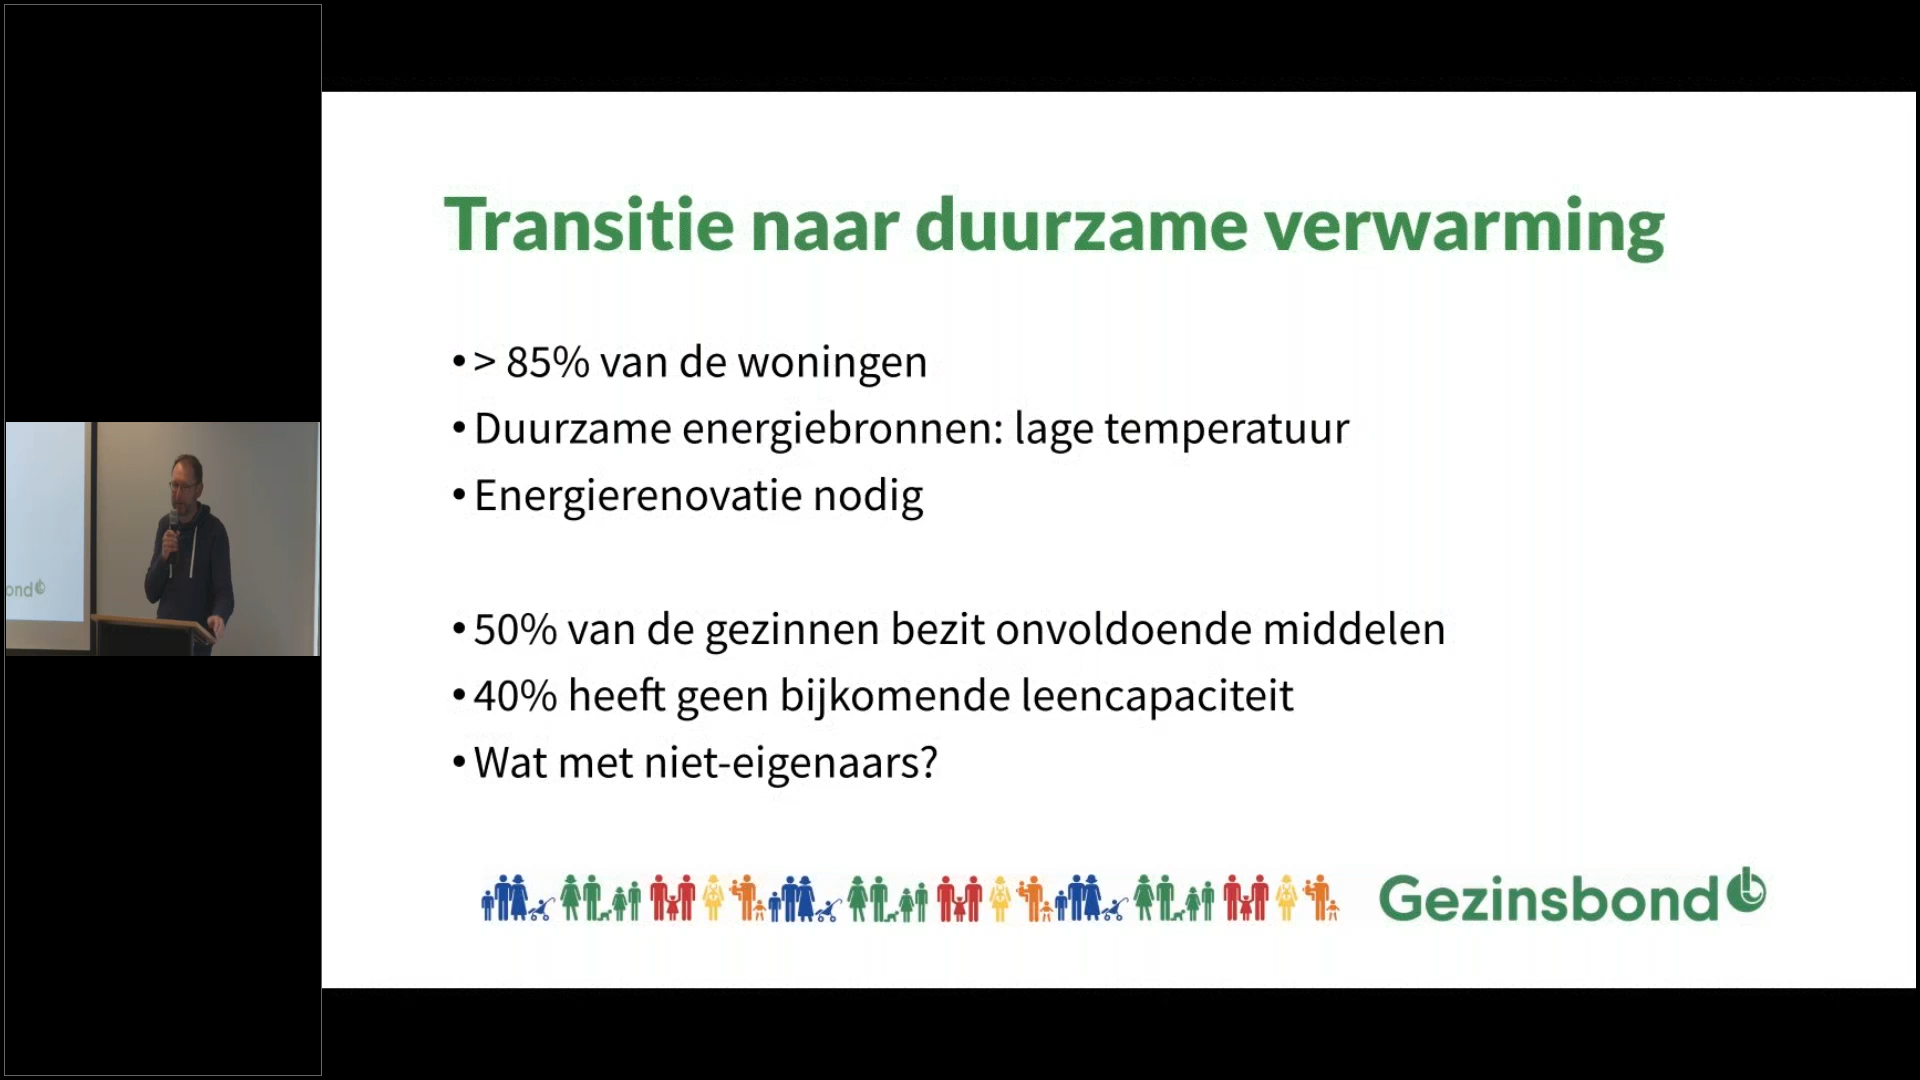 Transitie naar duurzame verwarming
• > 85% van de woningen
• Duurzame energiebronnen: lage temperatuur
• Energierenovatie nodig
• 50% van de gezinnen bezit onvoldoende middelen
• 40% heeft geen bijkomende leencapaciteit
• Wat met niet-eigenaars?
Gezinsbond
ond